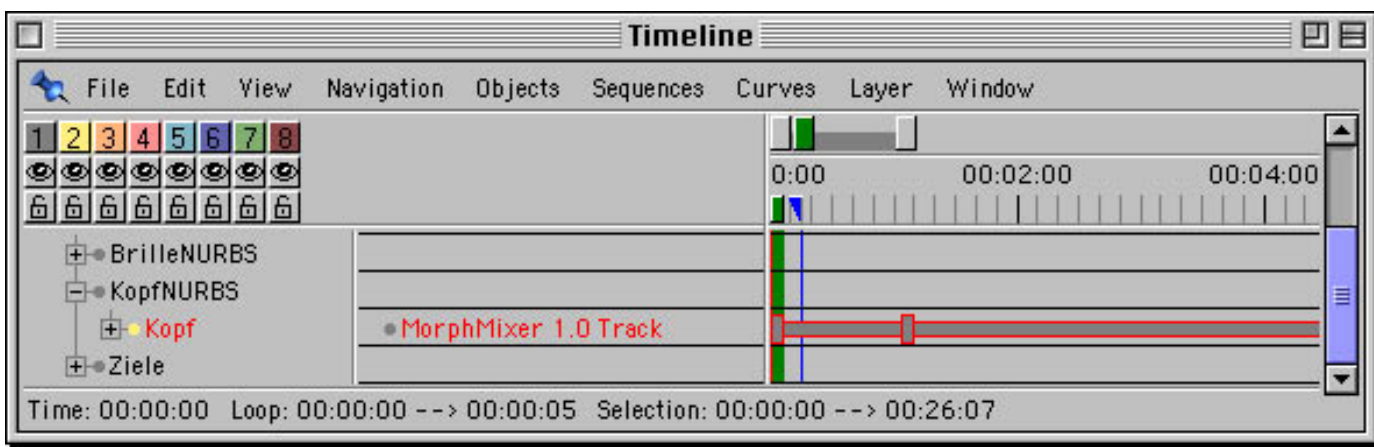 Timeline
File Edit View Navigation Objects Sequences Curves Layer Window
1 2 3 4 5 6 7 8
0:00 00:02:00 00:04:00
BrilleNURBS
KopfNURBS
Kopf MorphMixer 1.0 Track
Ziele
Time: 00:00:00 Loop: 00:00:00 --> 00:00:05 Selection: 00:00:00 --> 00:26:07